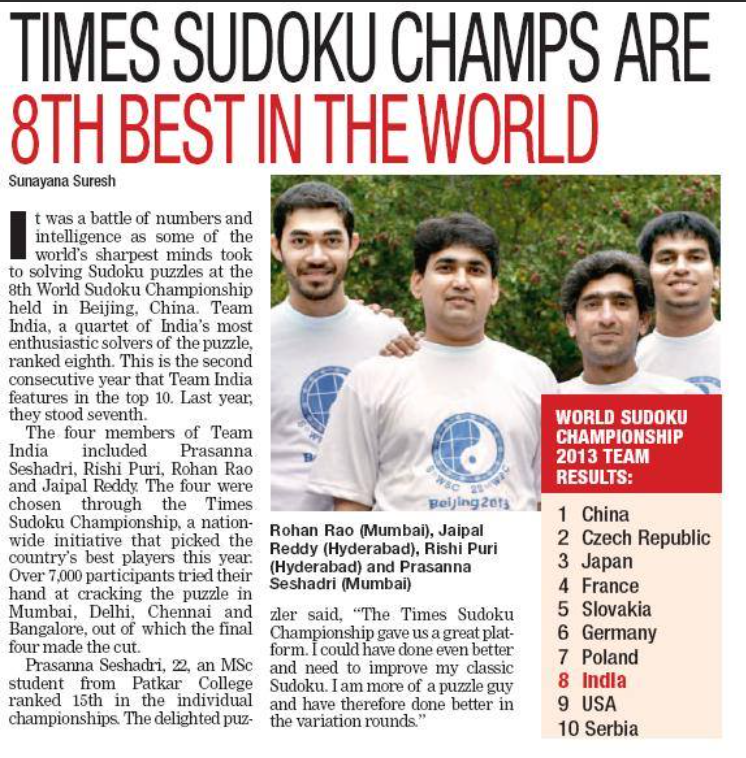 TIMES SUDOKU CHAMPS ARE
8TH BEST IN THE WORLD
Sunayana Suresh
It was a battle of numbers and
intelligence as some of the
world's sharpest minds took
to solving Sudoku puzzles at the
8th World Sudoku Championship
held in Beijing, China. Team
India, a quartet of India's most
enthusiastic solvers of the puzzle,
ranked eighth. This is the second
consecutive year that Team India
features in the top 10. Last year,
they stood seventh.
The four members of Team
India included Prasanna
Seshadri, Rishi Puri, Rohan Rao
and Jaipal Reddy. The four were
chosen through the Times
Sudoku Championship, a nation-
wide initiative that picked the
country's best players this year.
Over 7,000 participants tried their
hand at cracking the puzzle in
Mumbai, Delhi, Chennai and
Bangalore, out of which the final
four made the cut.
Prasanna Seshadri, 22, an MSc
student from Patkar College
ranked 15th in the individual
championships. The delighted puz-
Beijing2013
Rohan Rao (Mumbai), Jaipal
Reddy (Hyderabad), Rishi Puri
(Hyderabad) and Prasanna
Seshadri (Mumbai)
zler said, “The Times Sudoku
Championship gave us a great plat-
form. I could have done even better
and need to improve my classic
Sudoku. I am more of a puzzle guy
and have therefore done better in
the variation rounds.”
WORLD SUDOKU
CHAMPIONSHIP
2013 TEAM
RESULTS:
1 China
2 Czech Republic
3 Japan
4 France
5 Slovakia
6 Germany
7 Poland
8 India
9 USA
10 Serbia